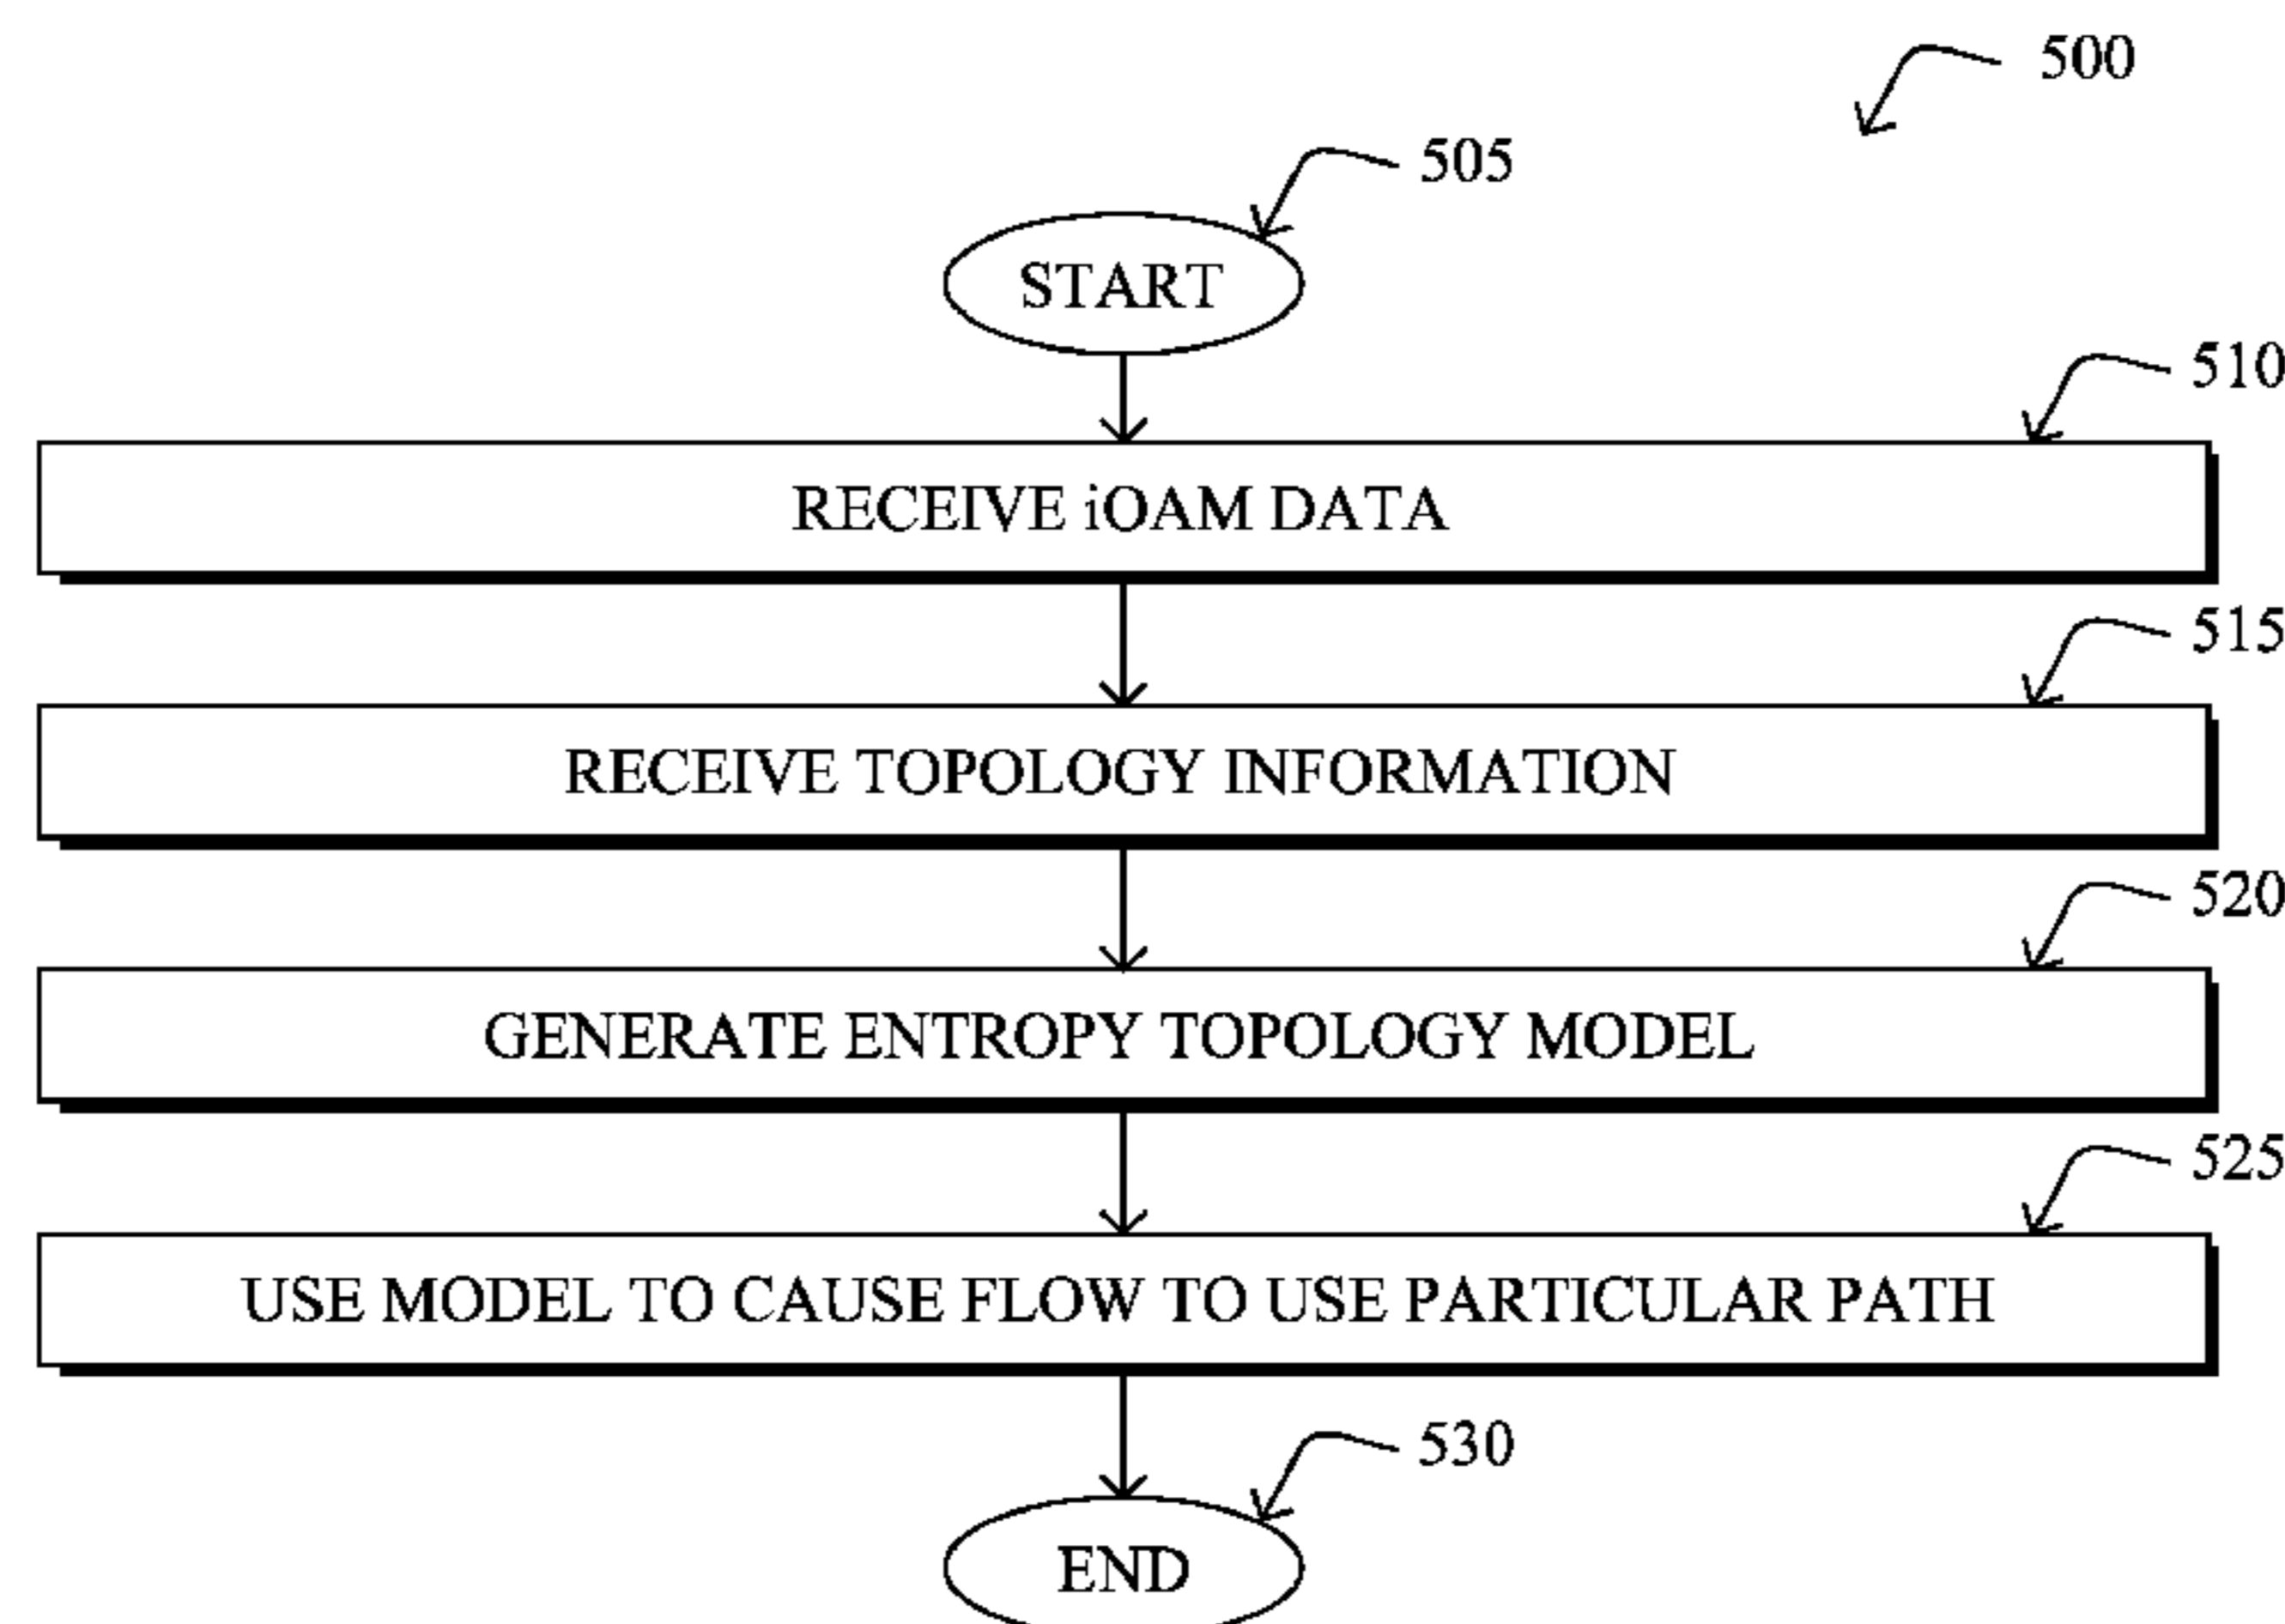 500
505
START
510
RECEIVE iOAM DATA
515
RECEIVE TOPOLOGY INFORMATION
520
GENERATE ENTROPY TOPOLOGY MODEL
525
USE MODEL TO CAUSE FLOW TO USE PARTICULAR PATH
530
END